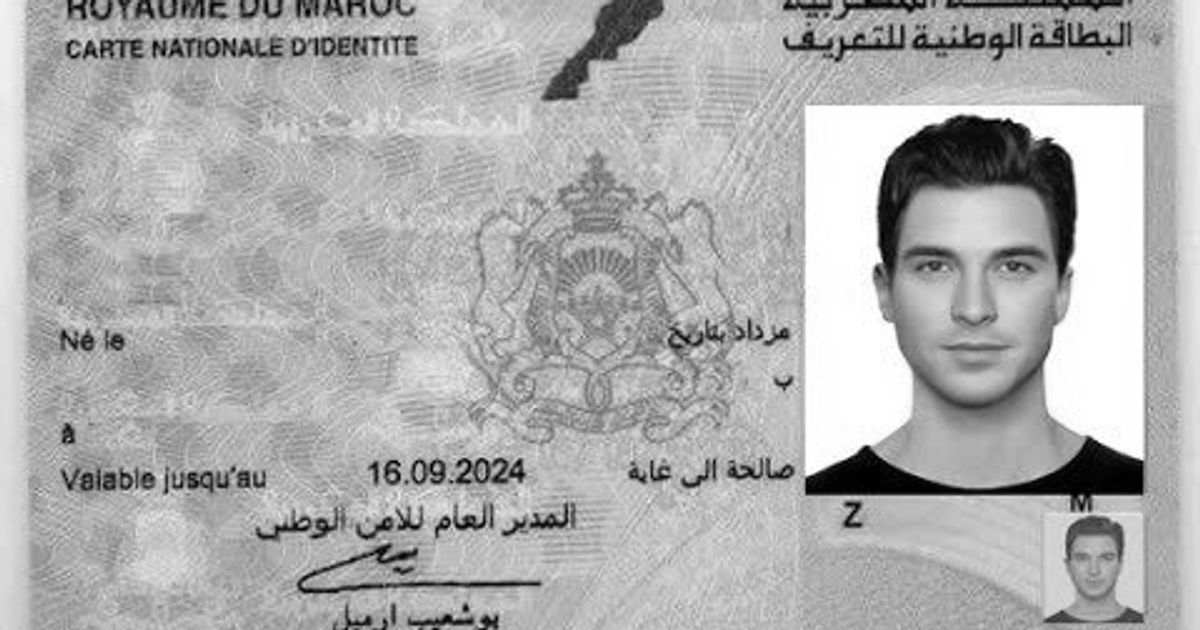 ROYAUME DU MAROC
المملكة المغربية
CARTE NATIONALE D'IDENTITE
البطاقة الوطنية للتعريف
Né le
مزداد بتاريخ
ب
à
Valable jusqu'au 16.09.2024 صالحة الى غاية
المدير العام للامن الوطني
بوشعيب ارميل
Z M